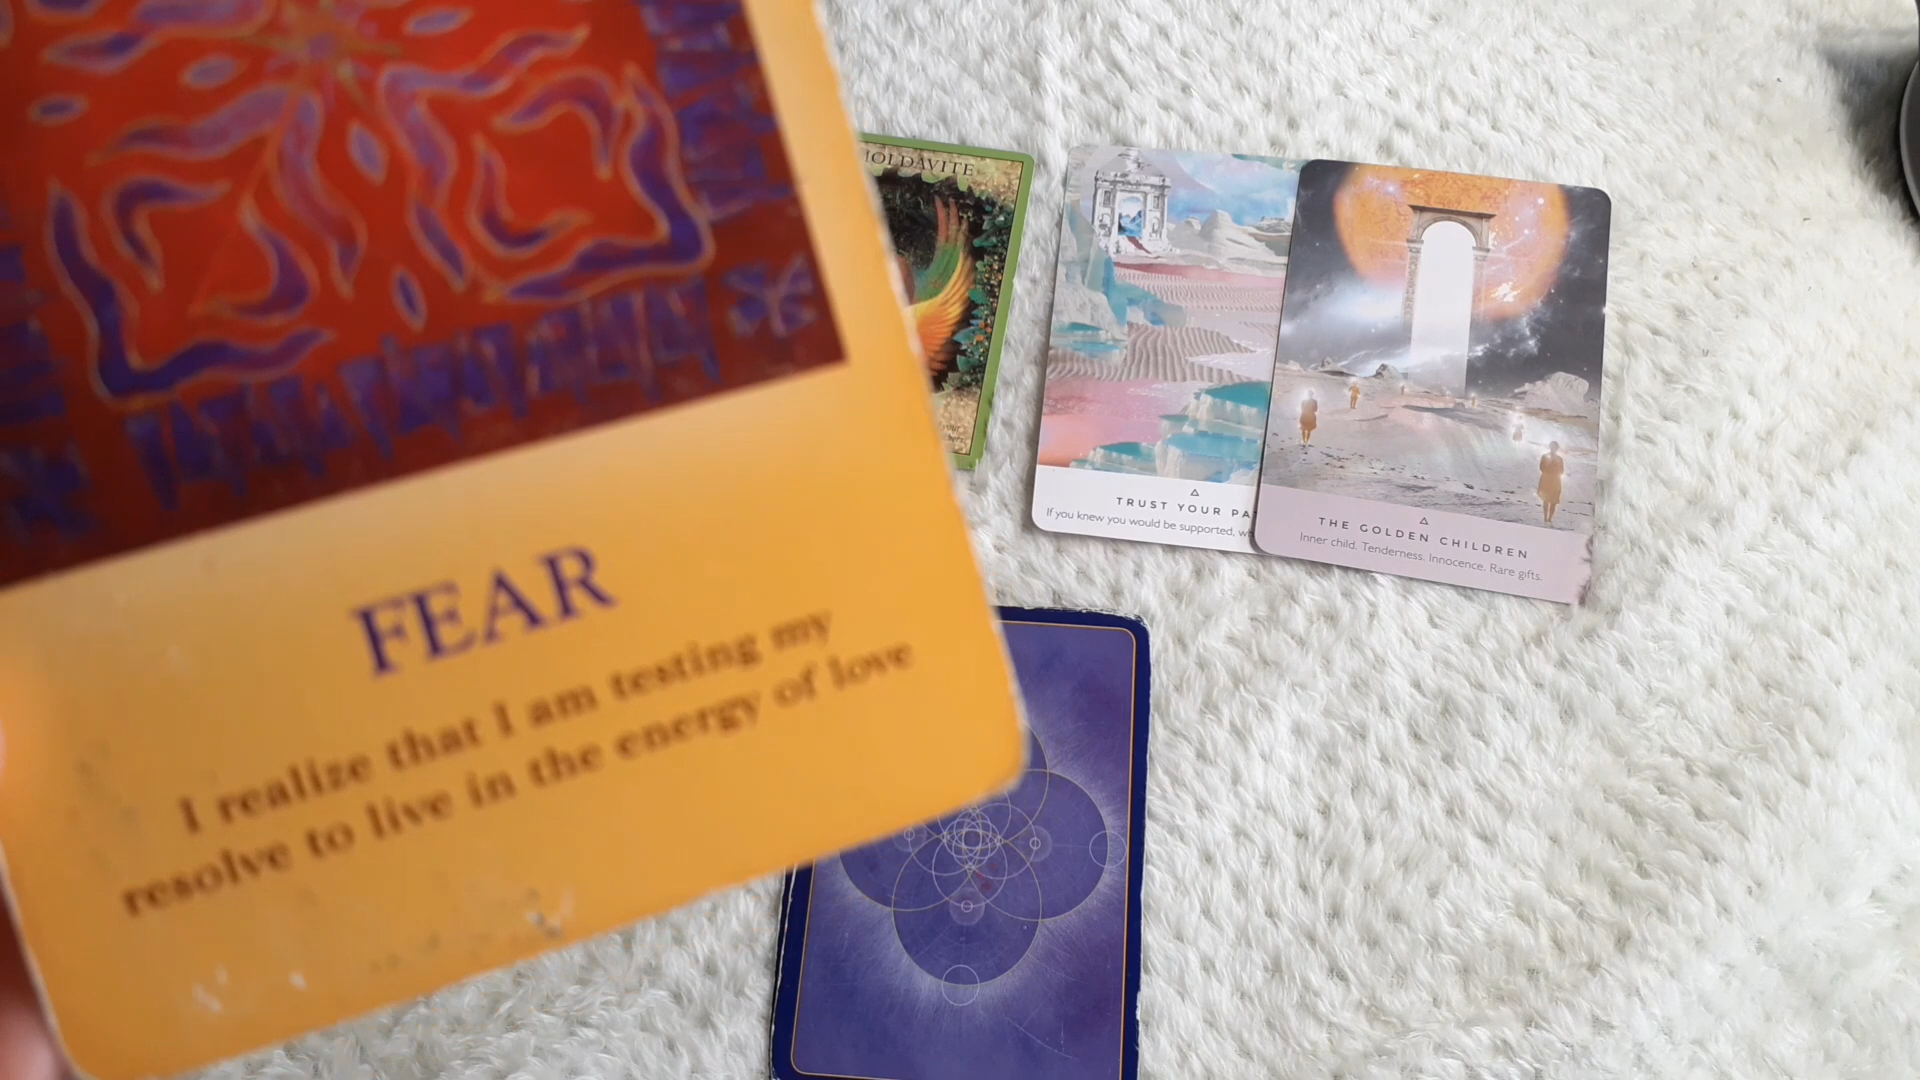 FEAR
I realize that I am testing my
resolve to live in the energy of love
MOLDAVITE
your
TRUST YOUR PA
If you knew you would be supported, w
THE GOLDEN CHILDREN
Inner child. Tenderness. Innocence. Rare gifts.